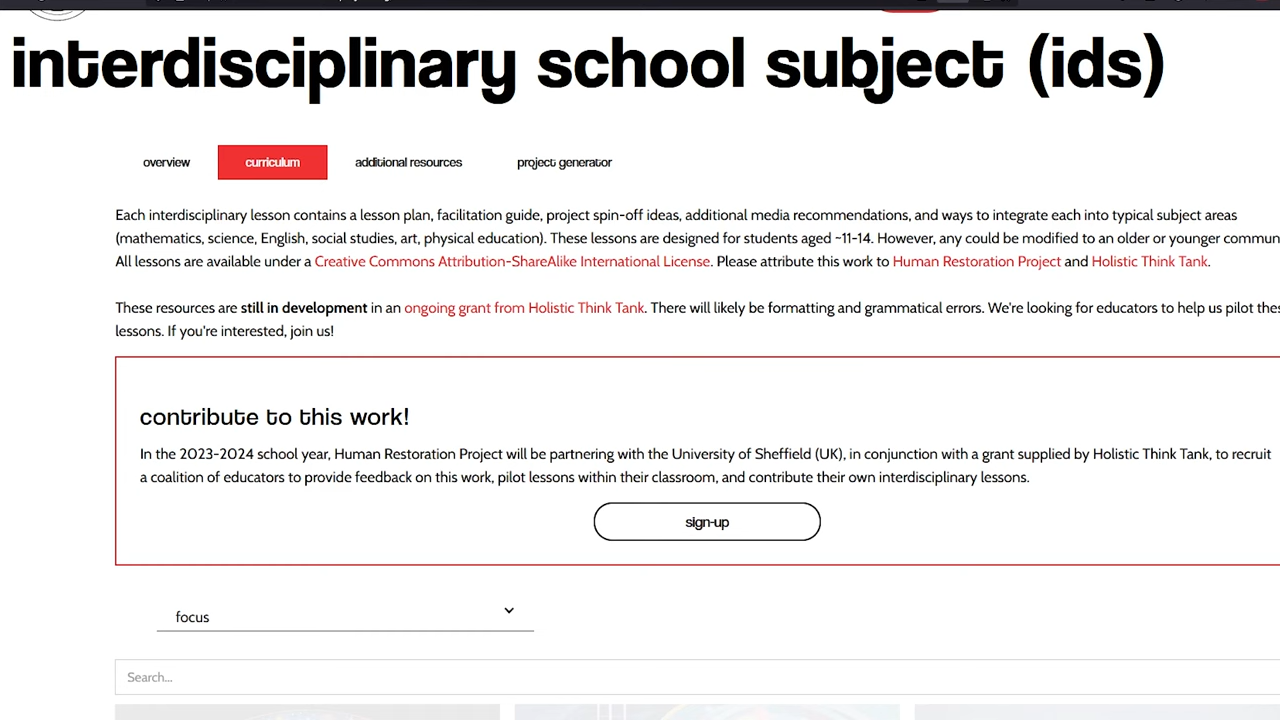 interdisciplinary school subject (ids)
overview curriculum additional resources project generator
Each interdisciplinary lesson contains a lesson plan, facilitation guide, project spin-off ideas, additional media recommendations, and ways to integrate each into typical subject areas
(mathematics, science, English, social studies, art, physical education). These lessons are designed for students aged ~11-14. However, any could be modified to an older or younger commun
All lessons are available under a Creative Commons Attribution-ShareAlike International License. Please attribute this work to Human Restoration Project and Holistic Think Tank.
These resources are still in development in an ongoing grant from Holistic Think Tank. There will likely be formatting and grammatical errors. We're looking for educators to help us pilot thes
lessons. If you're interested, join us!
contribute to this work!
In the 2023-2024 school year, Human Restoration Project will be partnering with the University of Sheffield (UK), in conjunction with a grant supplied by Holistic Think Tank, to recruit
a coalition of educators to provide feedback on this work, pilot lessons within their classroom, and contribute their own interdisciplinary lessons.
sign-up
focus
Search...